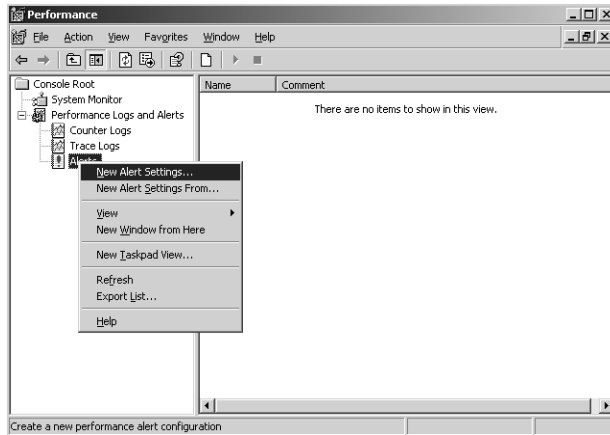 Performance
File Action View Favorites Window Help
Console Root
System Monitor
Performance Logs and Alerts
Counter Logs
Trace Logs
Alerts
Name Comment
There are no items to show in this view.
New Alert Settings...
New Alert Settings From...
View
New Window from Here
New Taskpad View...
Refresh
Export List...
Help
Create a new performance alert configuration